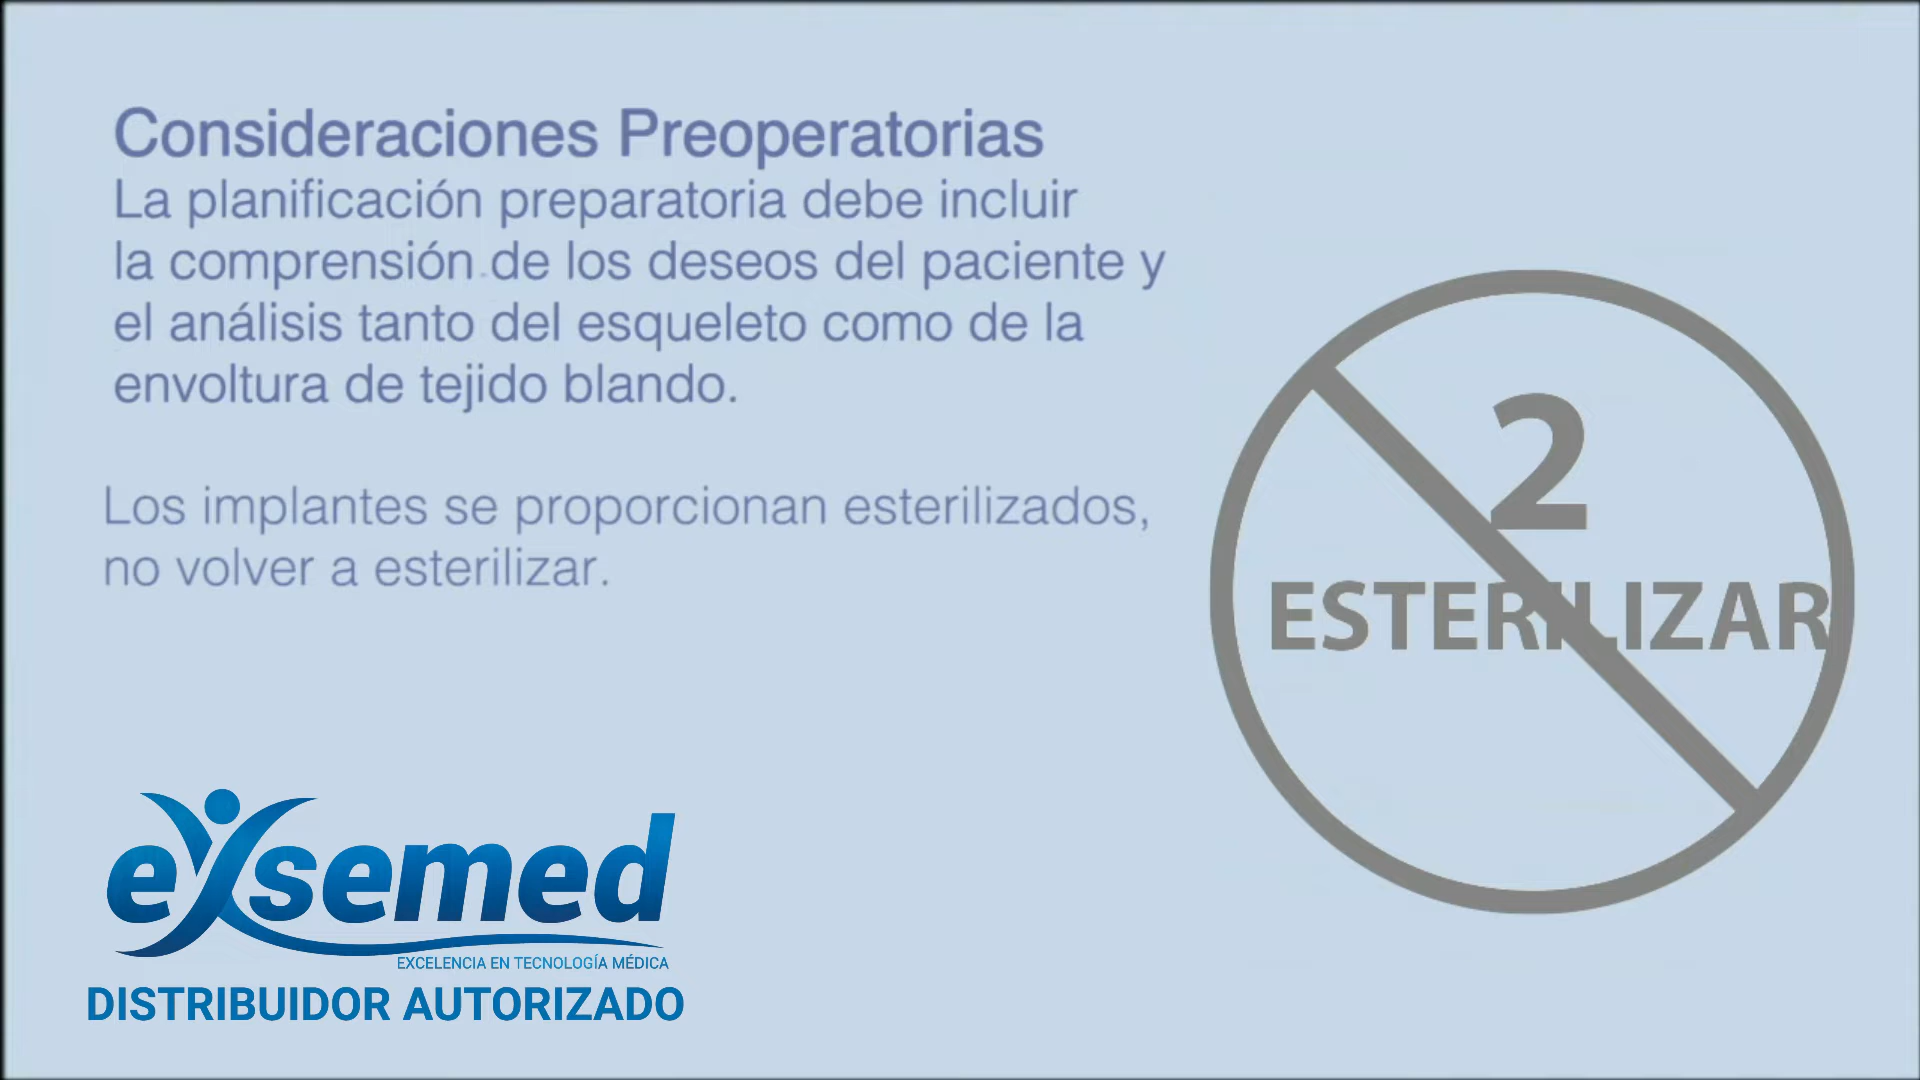 Consideraciones Preoperatorias
La planificación preparatoria debe incluir
la comprensión de los deseos del paciente y
el análisis tanto del esqueleto como de la
envoltura de tejido blando.
Los implantes se proporcionan esterilizados,
no volver a esterilizar.
2
ESTERILIZAR
exsemed
EXCELENCIA EN TECNOLOGÍA MÉDICA
DISTRIBUIDOR AUTORIZADO